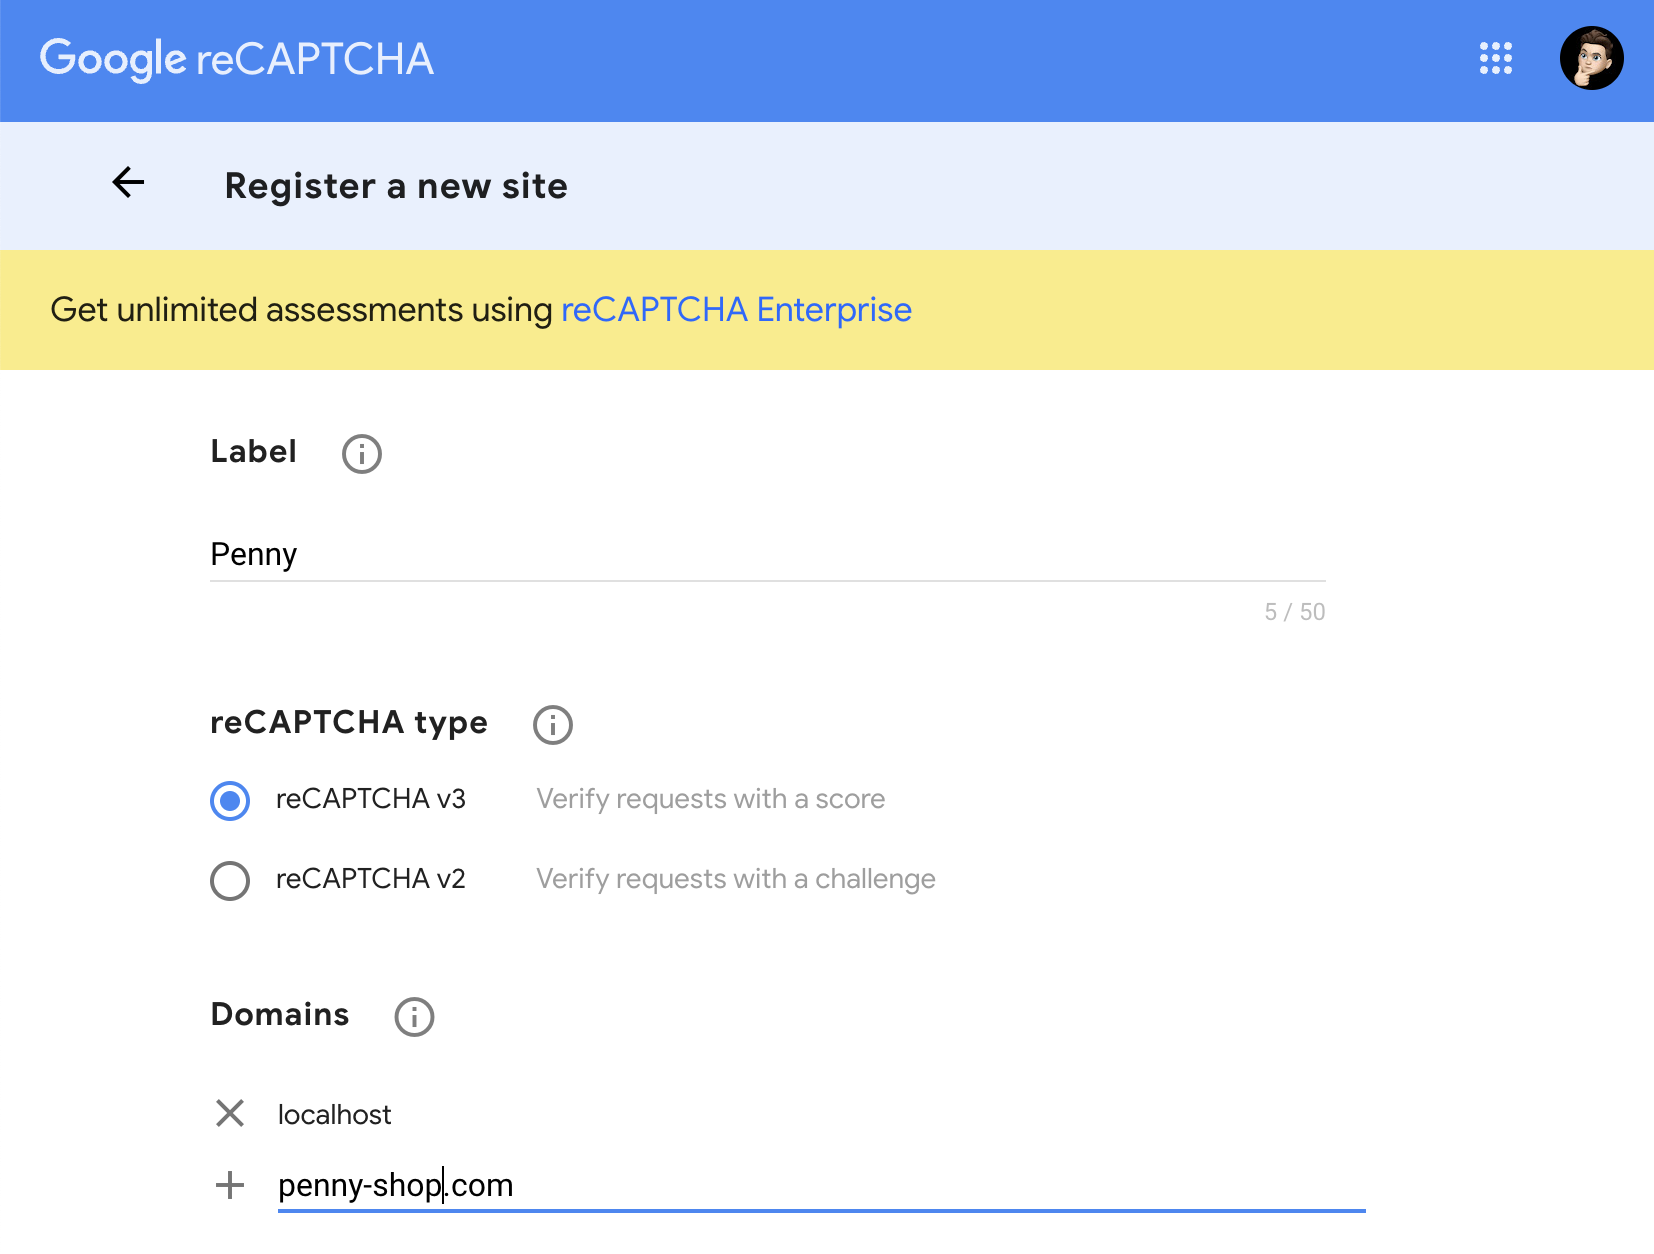 Google reCAPTCHA
Register a new site
Get unlimited assessments using reCAPTCHA Enterprise
Label
Penny
5 / 50
reCAPTCHA type
reCAPTCHA v3 Verify requests with a score
reCAPTCHA v2 Verify requests with a challenge
Domains
localhost
penny-shop.com